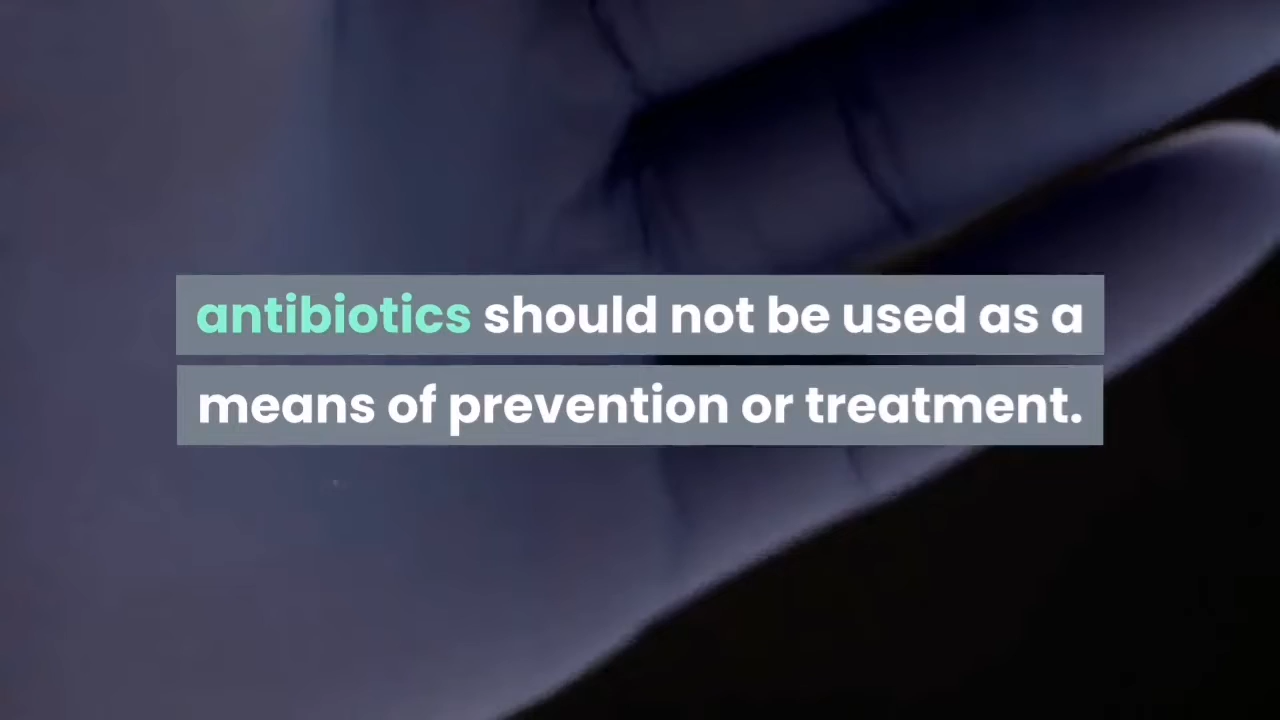 antibiotics should not be used as a
means of prevention or treatment.